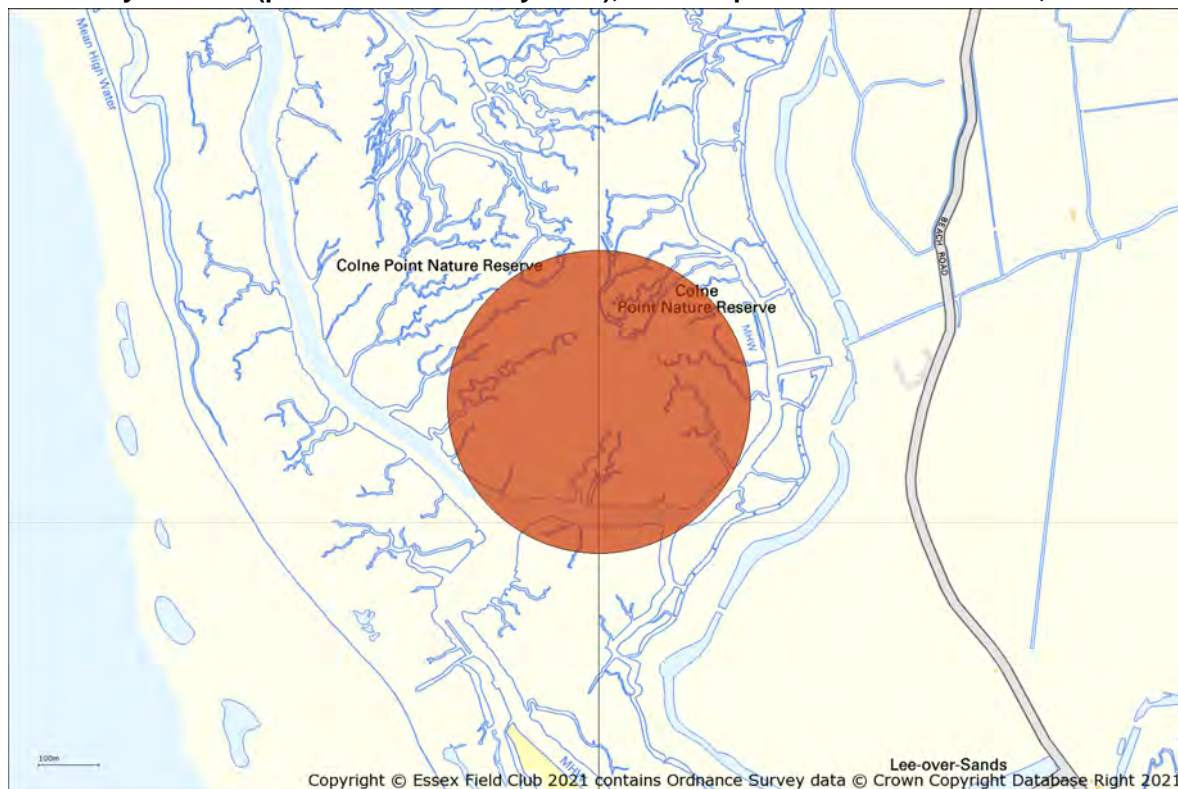 Mean High Water
BEACH ROAD
Colne Point Nature Reserve
Colne
Point Nature Reserve
MHW
100m
MHW
Lee-over-Sands
Copyright © Essex Field Club 2021 contains Ordnance Survey data © Crown Copyright Database Right 2021